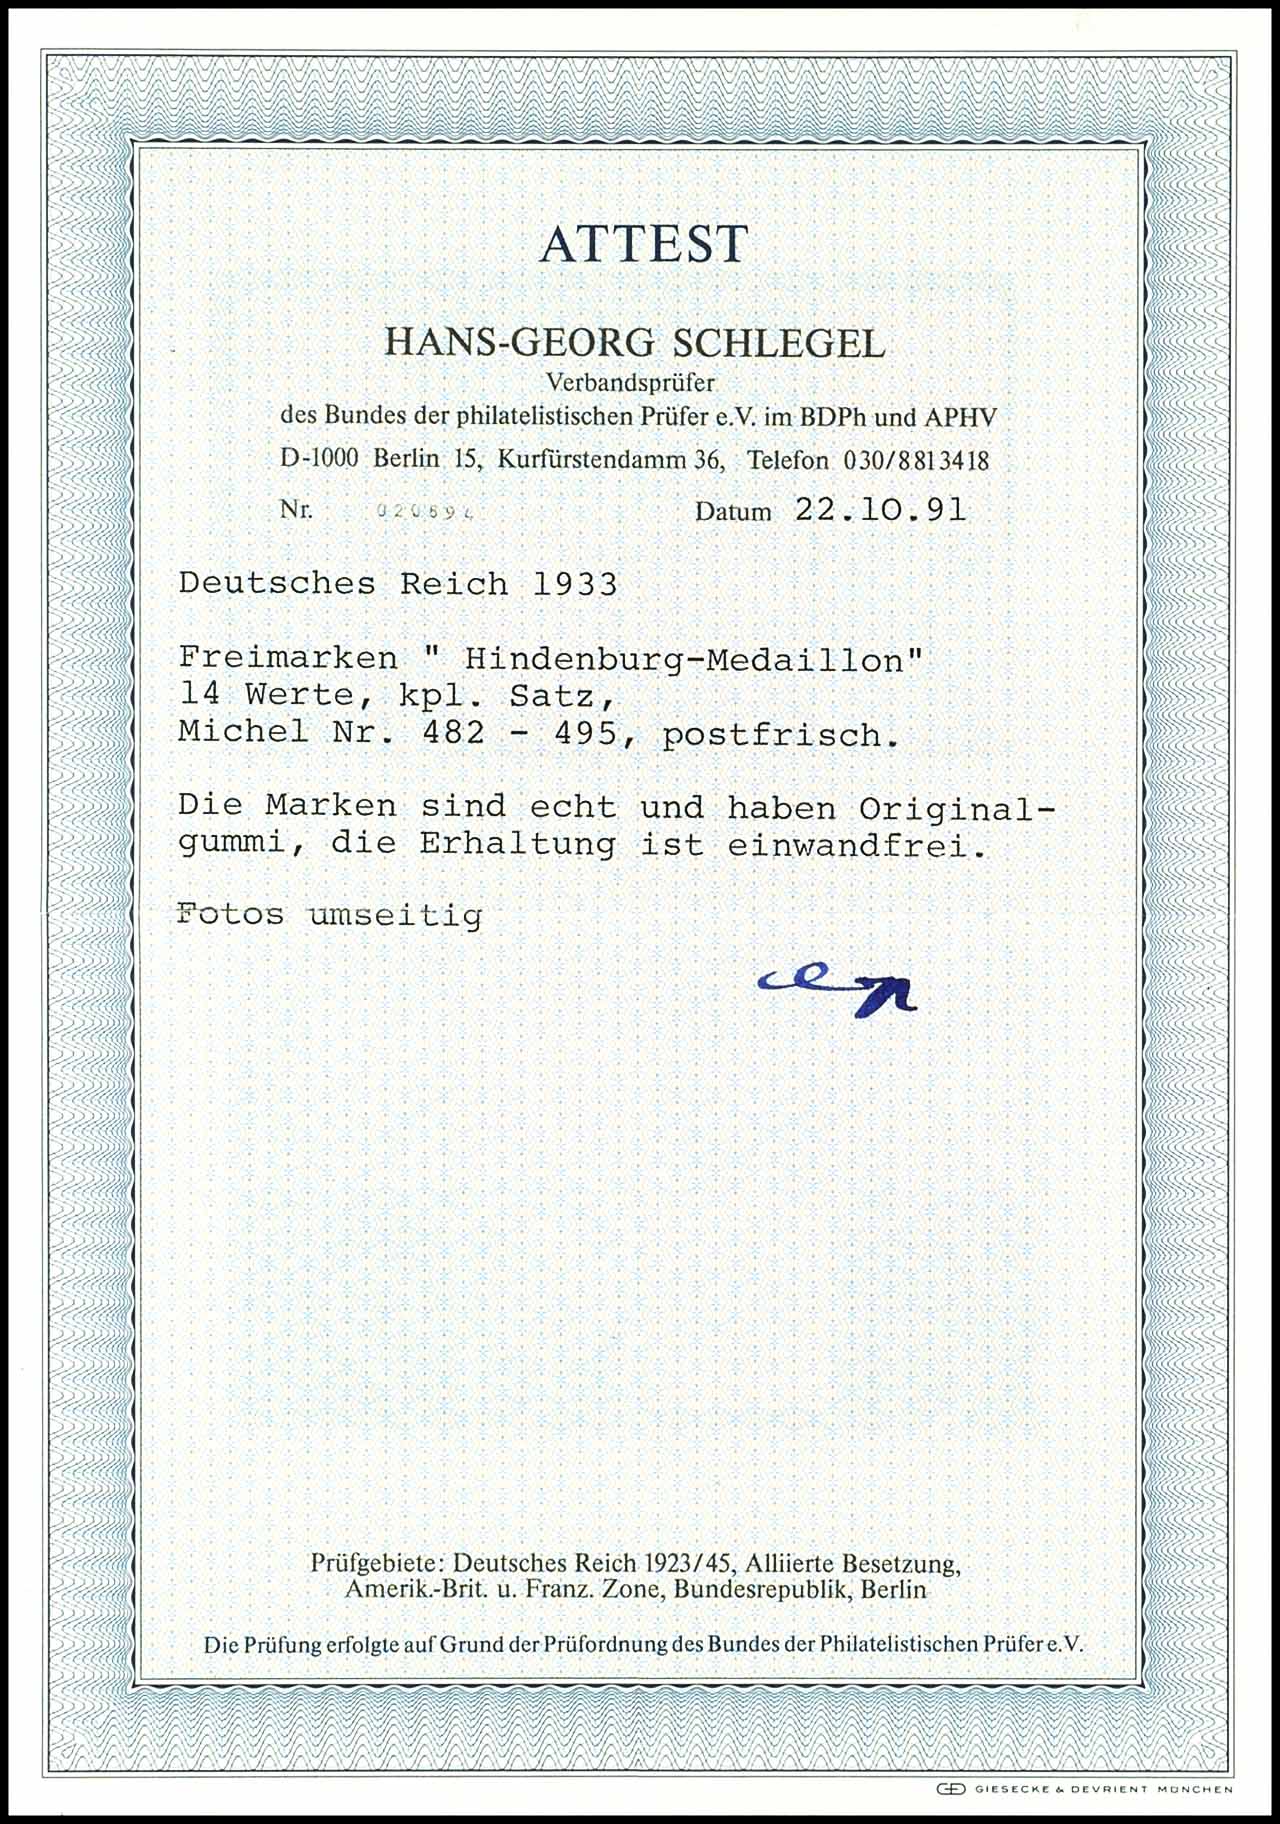 ATTEST
HANS-GEORG SCHLEGEL
Verbandsprüfer
des Bundes der philatelistischen Prüfer e.V. im BDPh und APHV
D-1000 Berlin 15, Kurfürstendamm 36, Telefon 030/8813418
Nr. Datum 22.10.91
Deutsches Reich 1933
Freimarken " Hindenburg-Medaillon"
14 Werte, kpl. Satz,
Michel Nr. 482 - 495, postfrisch.
Die Marken sind echt und haben Original-
gummi, die Erhaltung ist einwandfrei.
Fotos umseitig
Prüfgebiete: Deutsches Reich 1923/45, Alliierte Besetzung,
Amerik.-Brit. u. Franz. Zone, Bundesrepublik, Berlin
Die Prüfung erfolgte auf Grund der Prüfordnung des Bundes der Philatelistischen Prüfer e.V.
GIESECKE & DEVRIENT MÜNCHEN